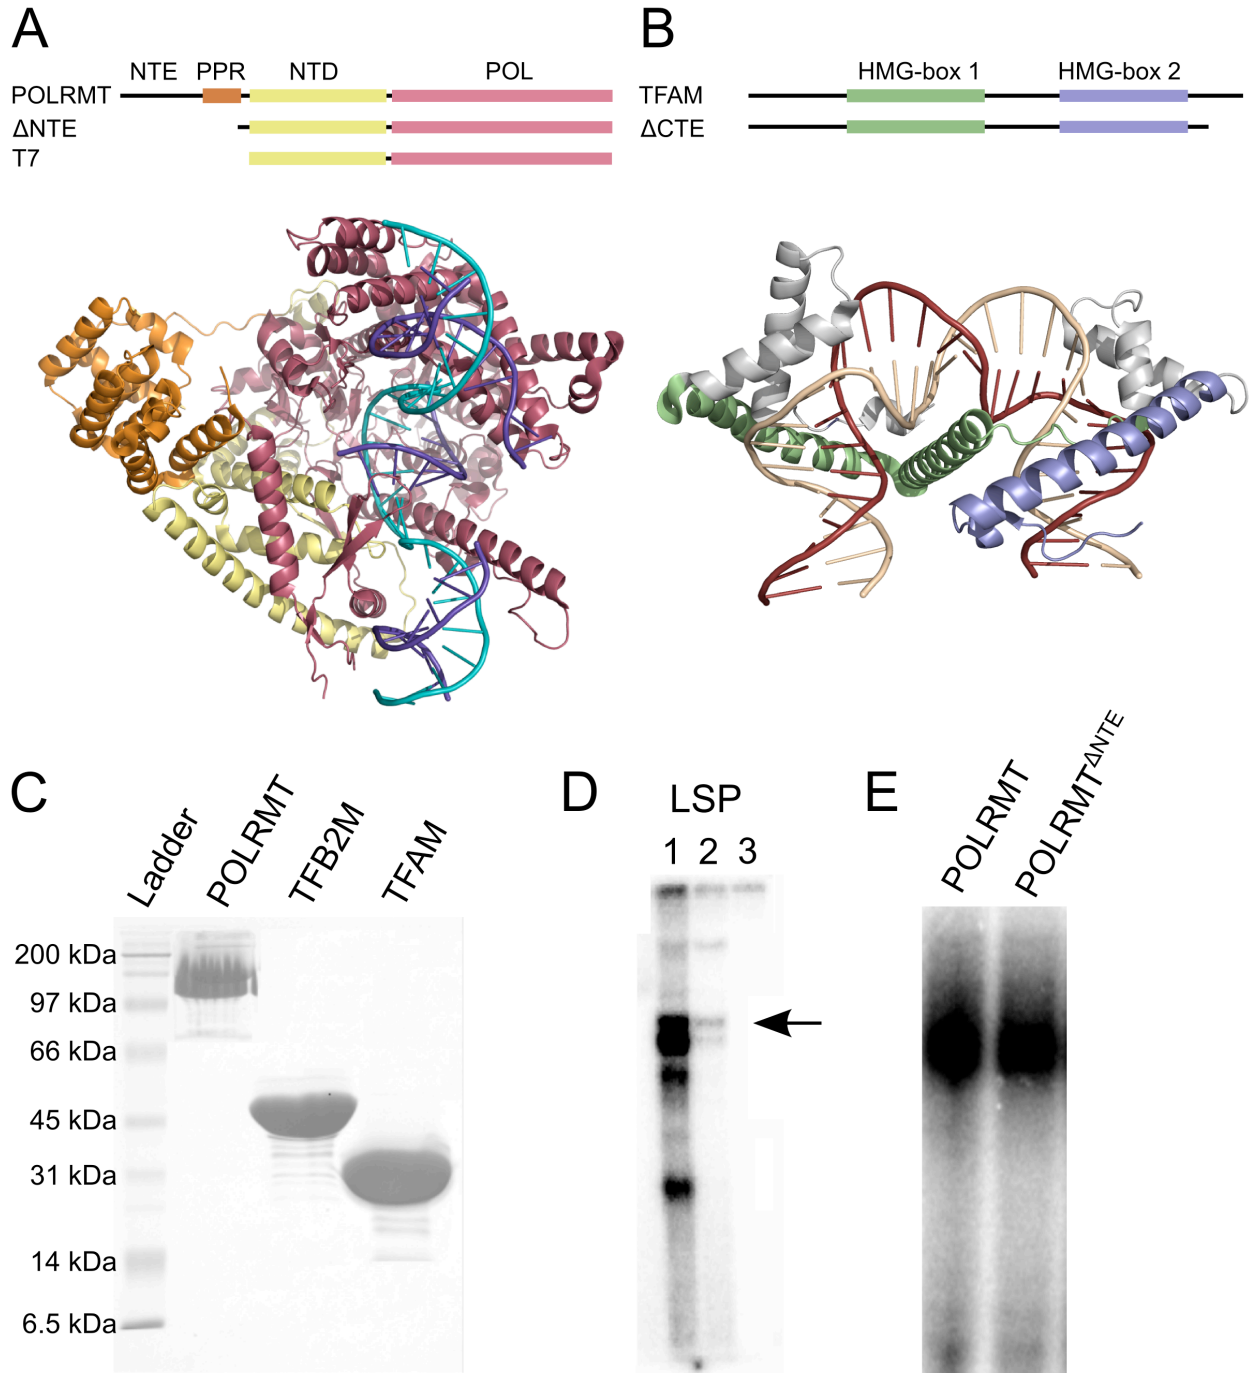 A
NTE PPR NTD POL
POLRMT
ΔNTE
T7
B
HMG-box 1 HMG-box 2
TFAM
ΔCTE
C
Ladder
POLRMT
TFB2M
TFAM
200 kDa
97 kDa
66 kDa
45 kDa
31 kDa
14 kDa
6.5 kDa
D
LSP
1 2 3
E
POLRMT
POLRMT^ΔNTE